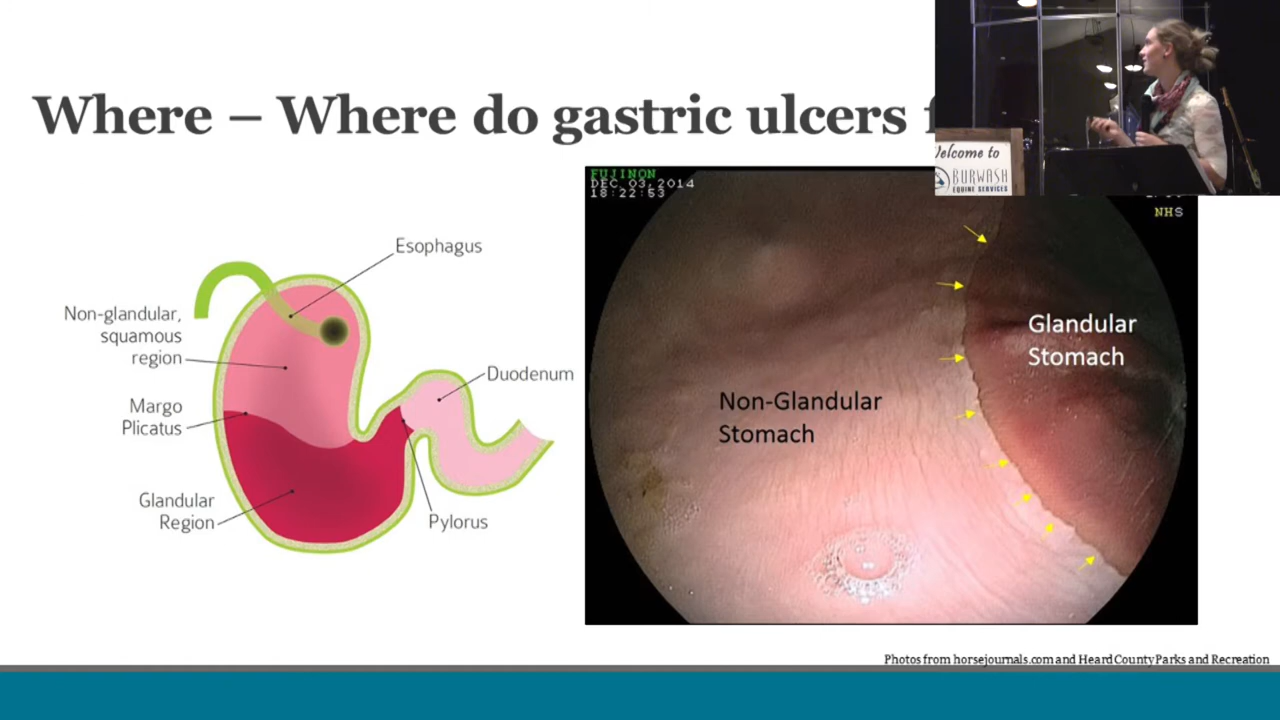 Where – Where do gastric ulcers
Esophagus
Non-glandular,
squamous
region
Margo
Plicatus
Glandular
Region
Duodenum
Pylorus
FUJINON
DEC. 03, 2014
18:22:53
NHS
Non-Glandular
Stomach
Glandular
Stomach
Welcome to
BURWASH
EQUINE SERVICES
Photos from horsejournals.com and Heard County Parks and Recreation